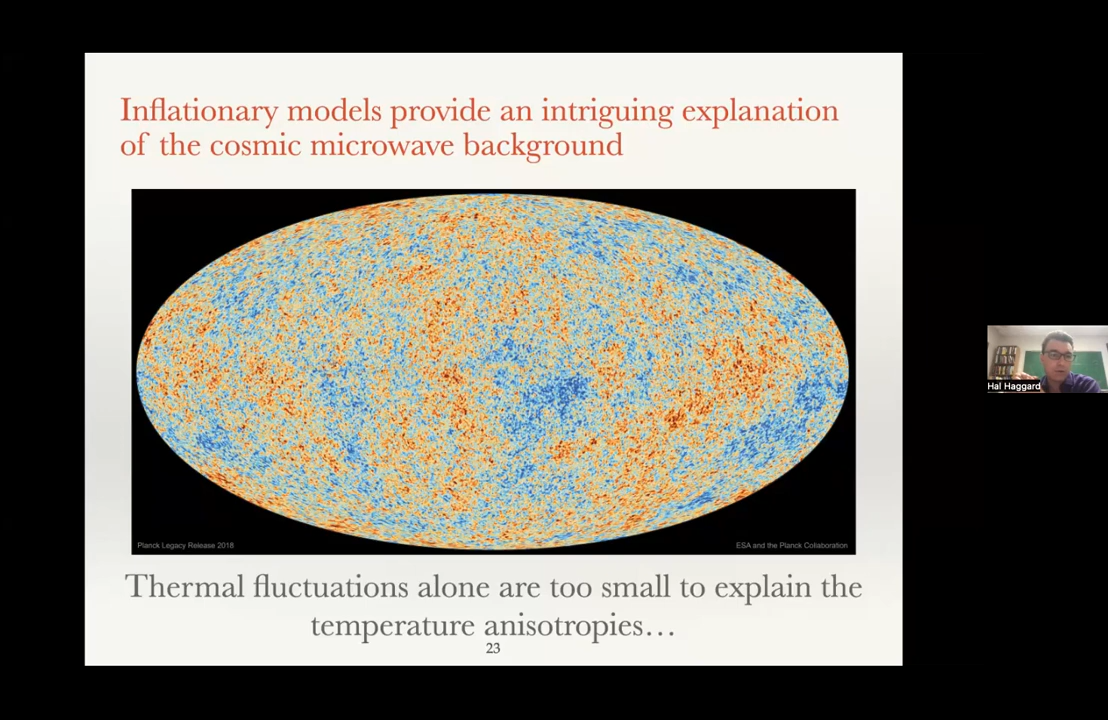 Inflationary models provide an intriguing explanation
of the cosmic microwave background
Planck Legacy Release 2018
ESA and the Planck Collaboration
Thermal fluctuations alone are too small to explain the
temperature anisotropies…
23
Hal Haggard